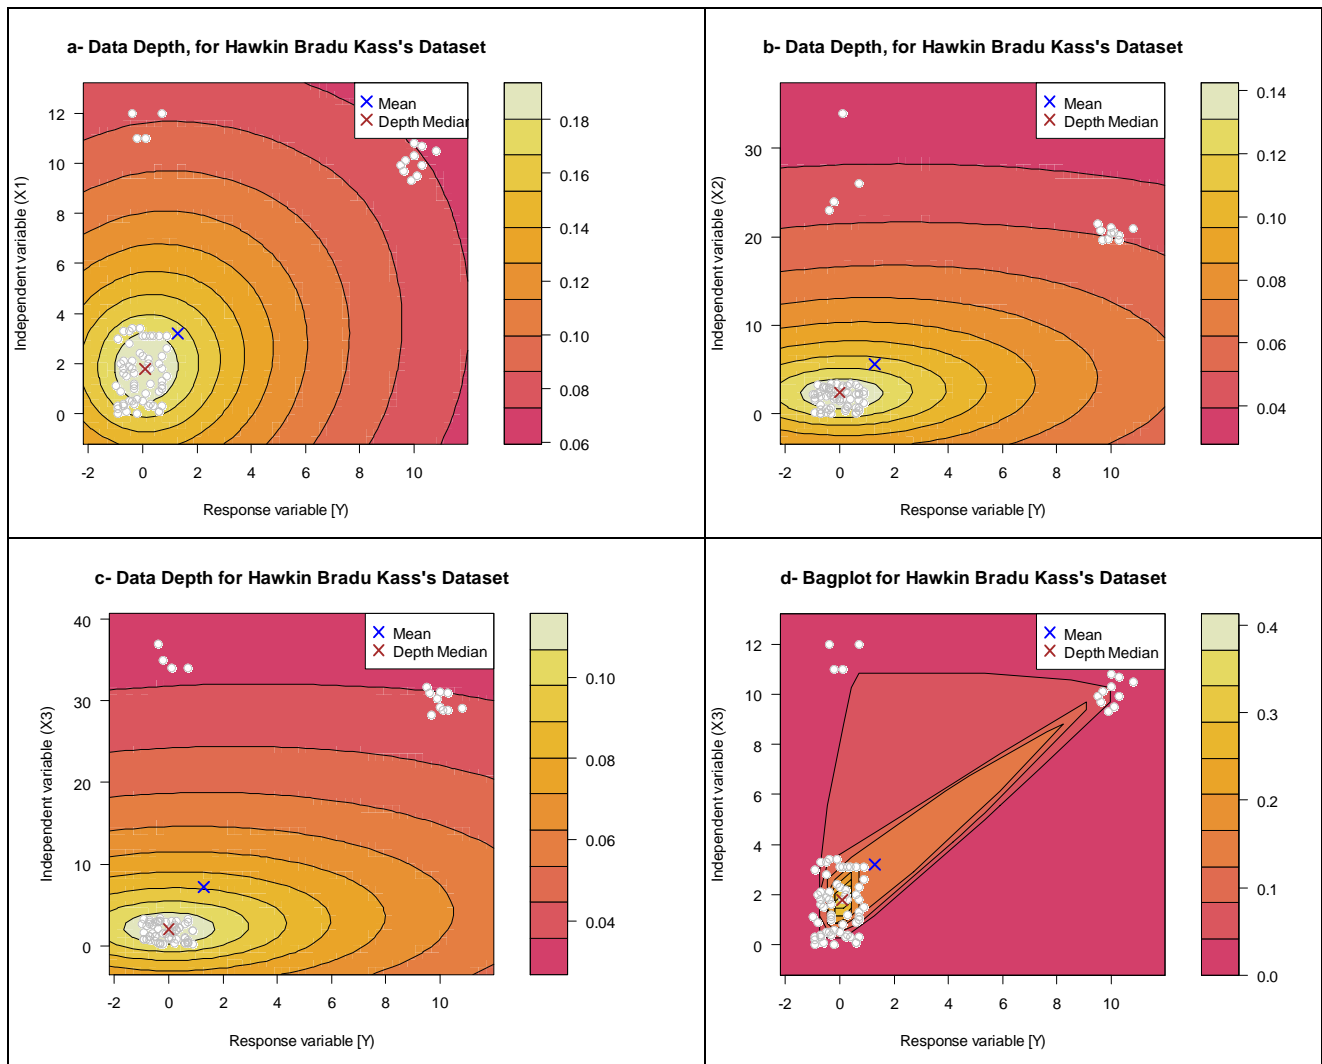 a- Data Depth, for Hawkin Bradu Kass's Dataset
Mean
Depth Median
Independent variable (X1)
12
10
8
6
4
2
0
-2 0 2 4 6 8 10
Response variable [Y)
0.18
0.16
0.14
0.12
0.10
0.08
0.06
b- Data Depth, for Hawkin Bradu Kass's Dataset
Mean
Depth Median
Independent variable (X2)
30
20
10
0
-2 0 2 4 6 8 10
Response variable [Y)
0.14
0.12
0.10
0.08
0.06
0.04
c- Data Depth for Hawkin Bradu Kass's Dataset
Mean
Depth Median
Independent variable (X3)
40
30
20
10
0
-2 0 2 4 6 8 10
Response variable [Y)
0.10
0.08
0.06
0.04
d- Bagplot for Hawkin Bradu Kass's Dataset
Mean
Depth Median
Independent variable (X3)
12
10
8
6
4
2
0
-2 0 2 4 6 8 10
Response variable [Y)
0.4
0.3
0.2
0.1
0.0